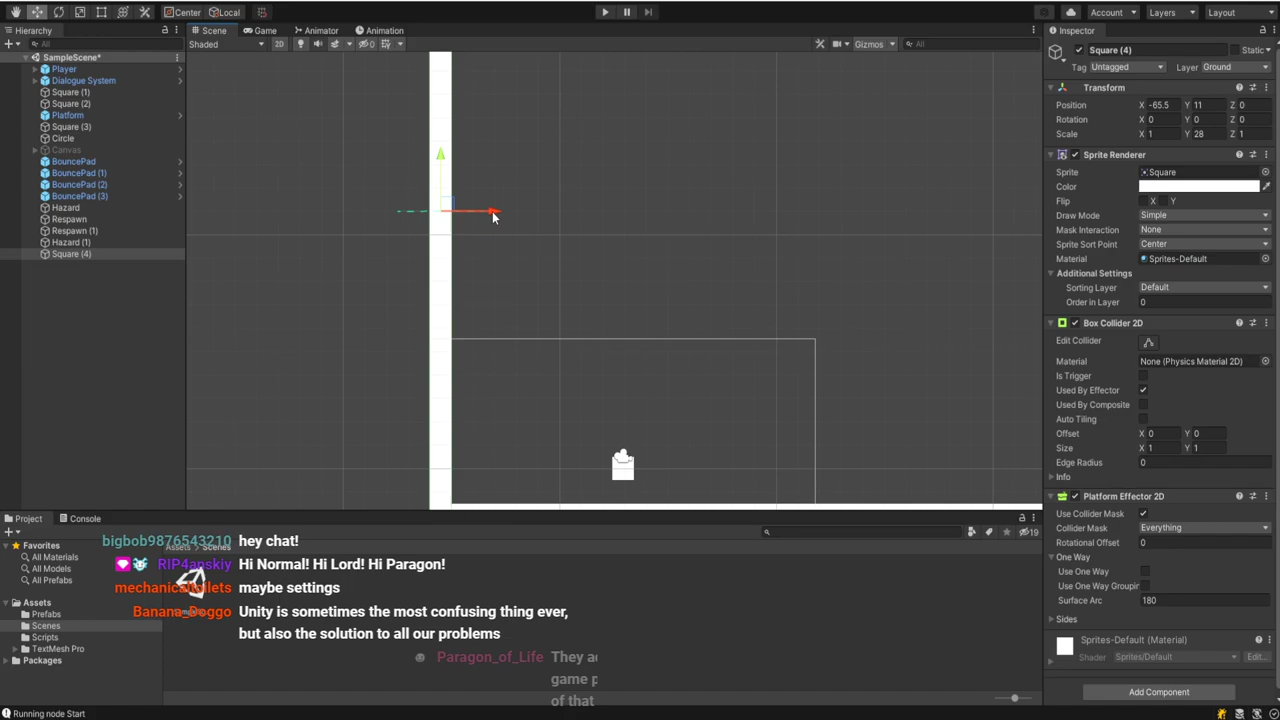 Center
Local
Account
Layers
Layout
Hierarchy
Scene
Game
Animator
Animation
Inspector
All
Shaded
2D
0
Gizmos
All
Square (4)
Static
Tag
Untagged
Layer
Ground
SampleScene*
Player
Dialogue System
Square (1)
Square (2)
Platform
Square (3)
Circle
Canvas
BouncePad
BouncePad (1)
BouncePad (2)
BouncePad (3)
Hazard
Respawn
Respawn (1)
Hazard (1)
Square (4)
Transform
Position X -65.5 Y 11 Z 0
Rotation X 0 Y 0 Z 0
Scale X 1 Y 28 Z 1
Sprite Renderer
Sprite Square
Color
Flip X Y
Draw Mode Simple
Mask Interaction None
Sprite Sort Point Center
Material Sprites-Default
Additional Settings
Sorting Layer Default
Order in Layer 0
Box Collider 2D
Edit Collider
Material None (Physics Material 2D)
Is Trigger
Used By Effector
Used By Composite
Auto Tiling
Offset X 0 Y 0
Size X 1 Y 1
Edge Radius 0
Info
Platform Effector 2D
Use Collider Mask
Collider Mask Everything
Rotational Offset 0
One Way
Use One Way
Use One Way Groupin
Surface Arc 180
Sides
Sprites-Default (Material)
Shader Sprites/Default Edit...
Add Component
Project
Console
19
Favorites
All Materials
All Models
All Prefabs
Assets
Prefabs
Scenes
Scripts
TextMesh Pro
Packages
Assets Scenes
bigbob9876543210 hey chat!
RIP4anskiy Hi Normal! Hi Lord! Hi Paragon!
mechanicaltoilets maybe settings
Banana_Doggo Unity is sometimes the most confusing thing ever,
but also the solution to all our problems
Paragon_of_Life They a
game p
of that
Running node Start